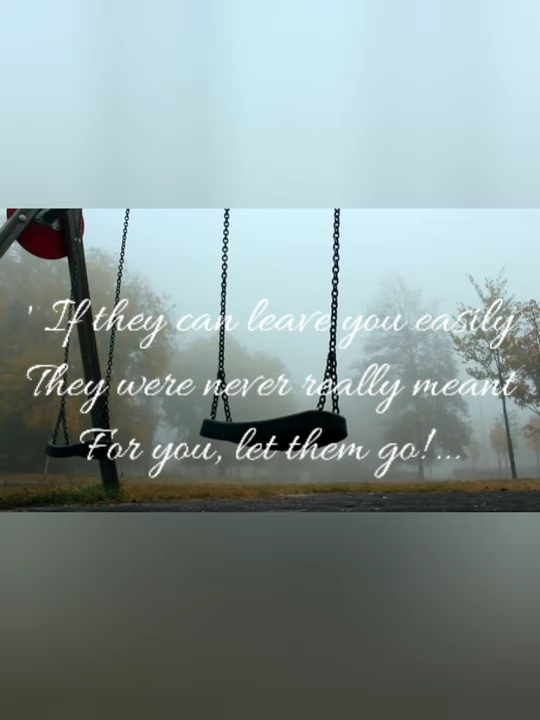 ' If they can leave you easily
They were never really meant
For you, let them go!...